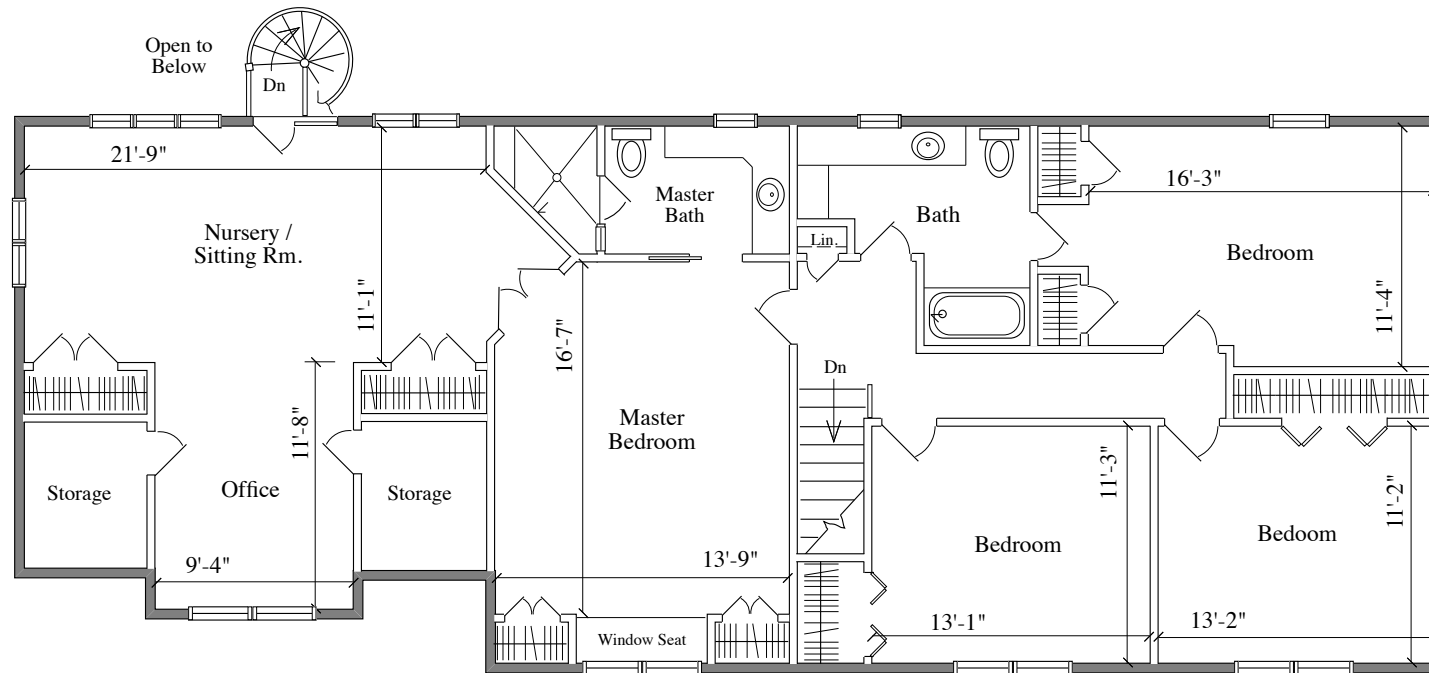 Open to
Below
Dn
21'-9"
16'-3"
Master
Bath
Bath
Nursery /
Sitting Rm.
Lin.
Bedroom
11'-1"
11'-4"
16'-7"
Dn
Master
Bedroom
11'-8"
11'-3"
11'-2"
Storage
Office
Storage
Bedroom
Bedoom
9'-4"
13'-9"
13'-1"
13'-2"
Window Seat